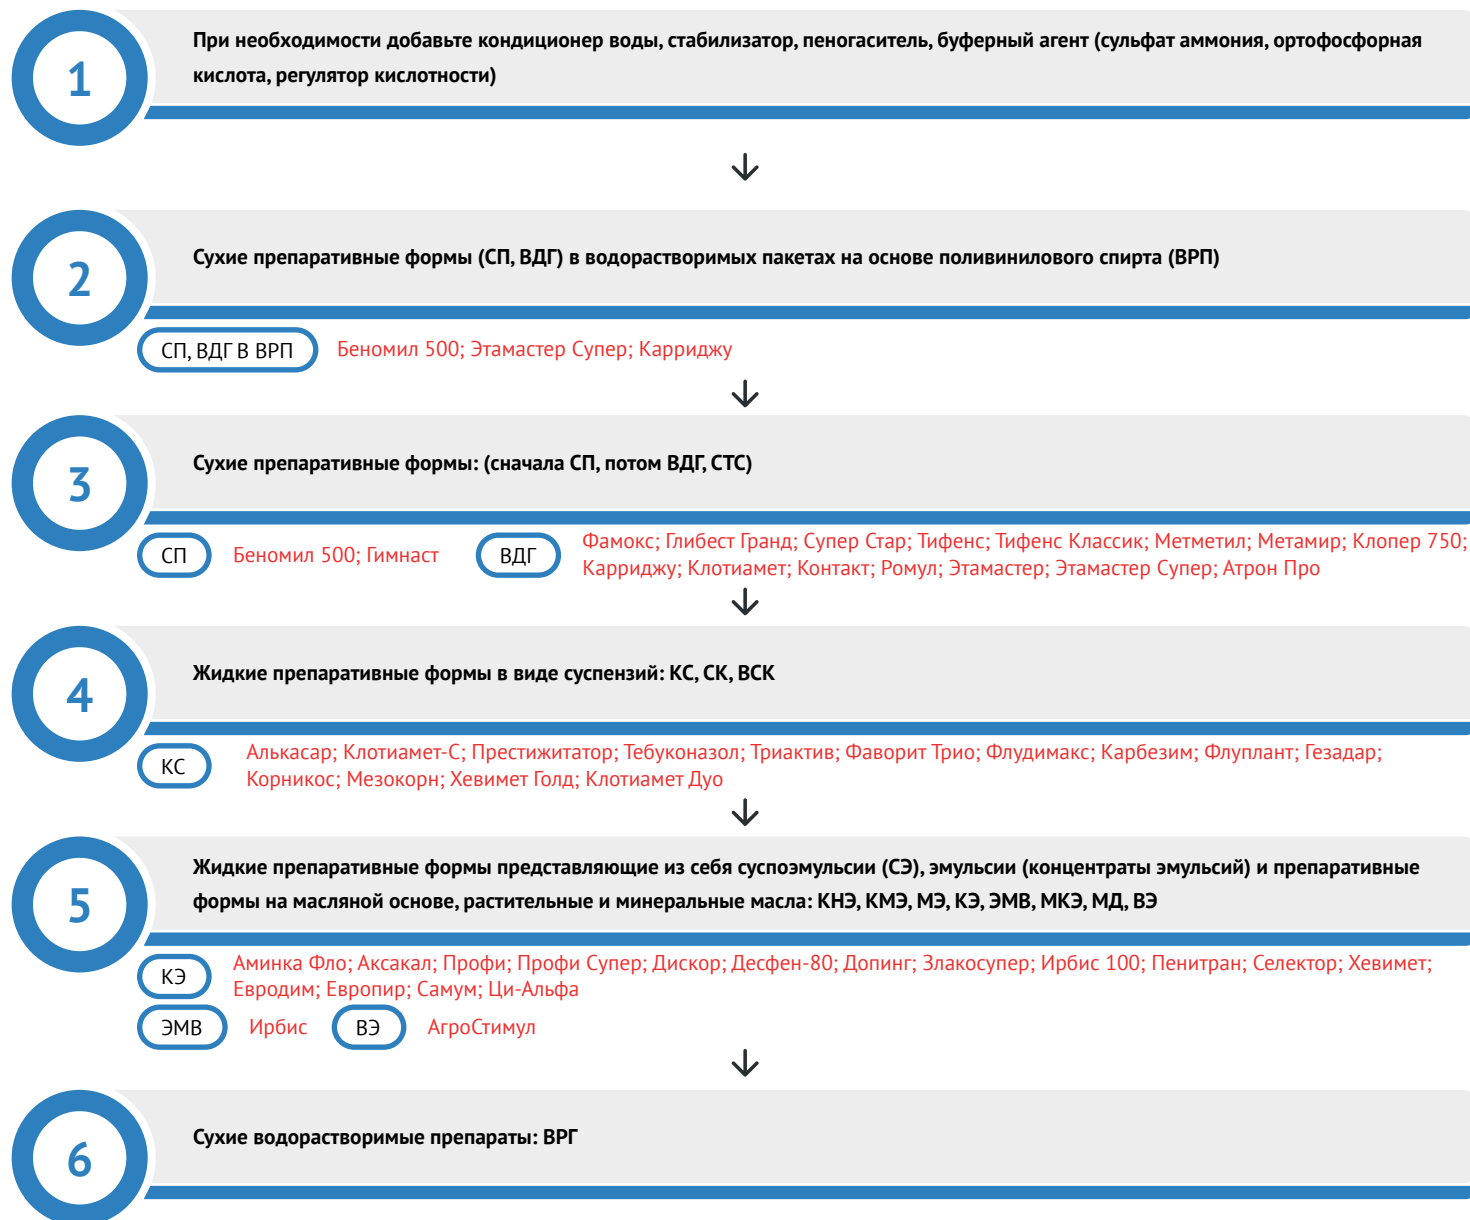 1
При необходимости добавьте кондиционер воды, стабилизатор, пеногаситель, буферный агент (сульфат аммония, ортофосфорная
кислота, регулятор кислотности)
2
Сухие препаративные формы (СП, ВДГ) в водорастворимых пакетах на основе поливинилового спирта (ВРП)
СП, ВДГ В ВРП
Беномил 500; Этамастер Супер; Карриджу
3
Сухие препаративные формы: (сначала СП, потом ВДГ, СТС)
СП
Беномил 500; Гимнаст
ВДГ
Фамокс; Глибест Гранд; Супер Стар; Тифенс; Тифенс Классик; Метметил; Метамир; Клопер 750;
Карриджу; Клотиамет; Контакт; Ромул; Этамастер; Этамастер Супер; Атрон Про
4
Жидкие препаративные формы в виде суспензий: КС, СК, ВСК
КС
Алькасар; Клотиамет-С; Престижитатор; Тебуконазол; Триактив; Фаворит Трио; Флудимакс; Карбезим; Флуплант; Гезадар;
Корникос; Мезокорн; Хевимет Голд; Клотиамет Дуо
5
Жидкие препаративные формы представляющие из себя суспоэмульсии (СЭ), эмульсии (концентраты эмульсий) и препаративные
формы на масляной основе, растительные и минеральные масла: КНЭ, КМЭ, МЭ, КЭ, ЭМВ, МКЭ, МД, ВЭ
КЭ
Аминка Фло; Аксакал; Профи; Профи Супер; Дискор; Десфен-80; Допинг; Злакосупер; Ирбис 100; Пенитран; Селектор; Хевимет;
Евродим; Европир; Самум; Ци-Альфа
ЭМВ
Ирбис
ВЭ
АгроСтимул
6
Сухие водорастворимые препараты: ВРГ